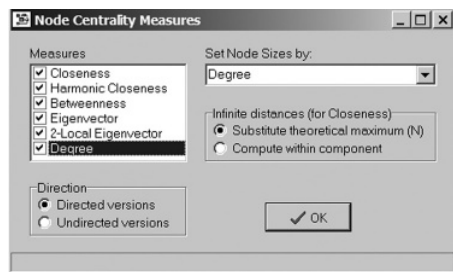 Node Centrality Measures
Measures
Closeness
Harmonic Closeness
Betweenness
Eigenvector
2-Local Eigenvector
Degree
Set Node Sizes by:
Degree
Infinite distances (for Closeness)
Substitute theoretical maximum (N)
Compute within component
Direction
Directed versions
Undirected versions
OK